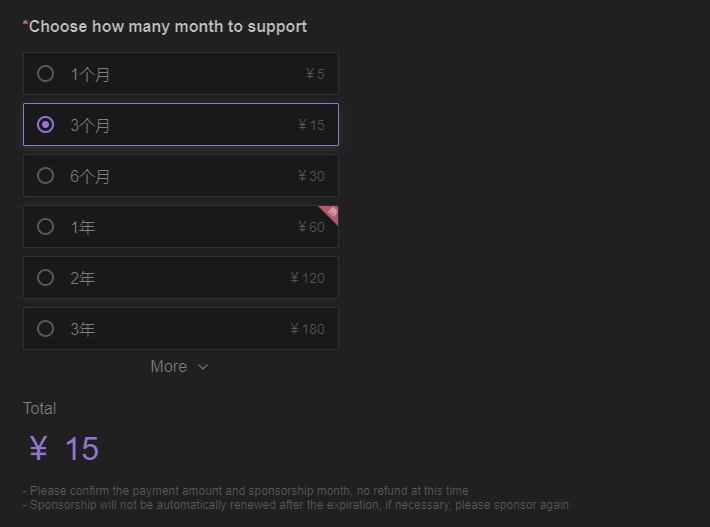 *Choose how many month to support
1个月 ¥ 5
3个月 ¥ 15
6个月 ¥ 30
1年 ¥ 60
2年 ¥ 120
3年 ¥ 180
More
Total
¥ 15
- Please confirm the payment amount and sponsorship month, no refund at this time
- Sponsorship will not be automatically renewed after the expiration, if necessary, please sponsor again